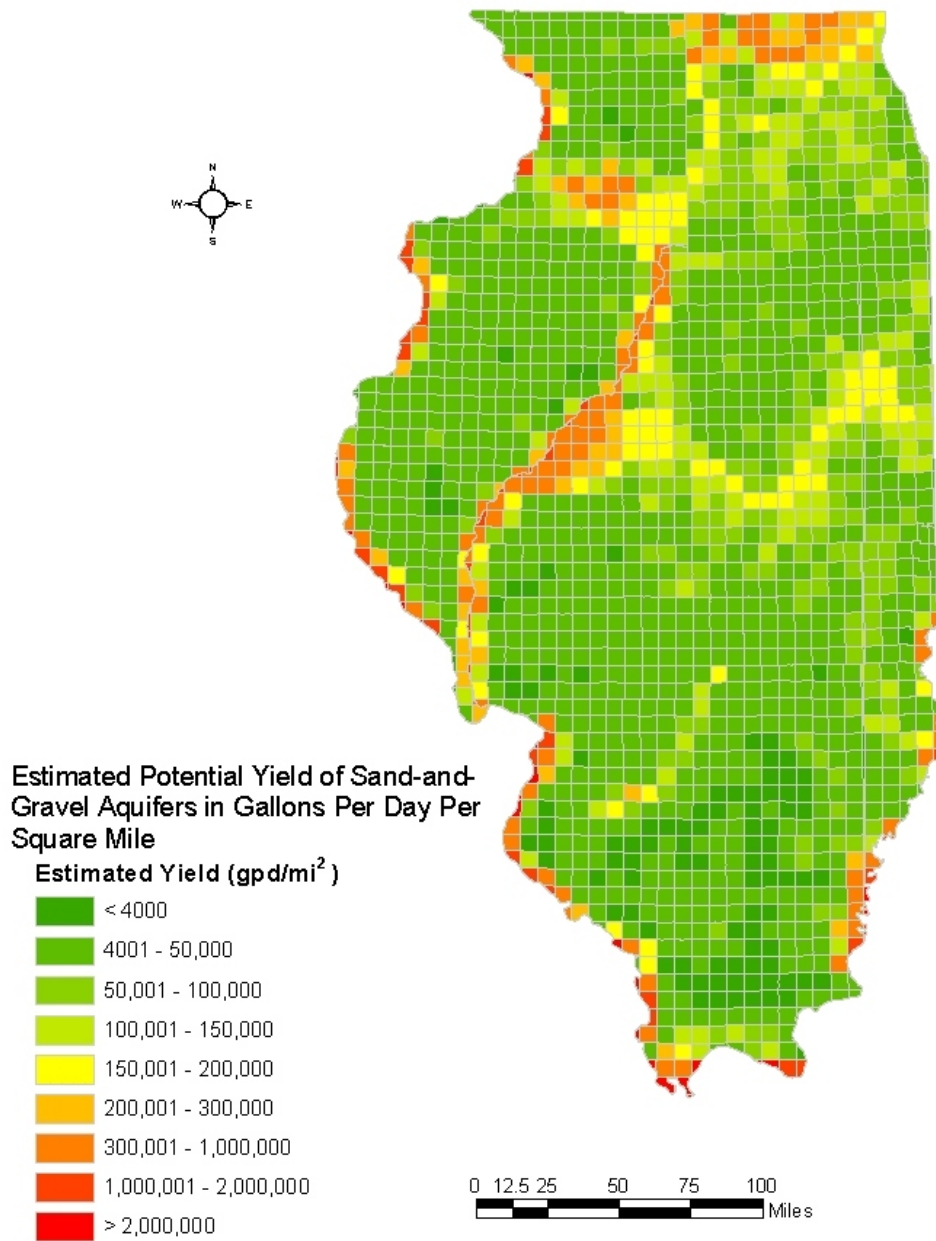 N
W E
S
Estimated Potential Yield of Sand-and-
Gravel Aquifers in Gallons Per Day Per
Square Mile
Estimated Yield (gpd/mi²)
< 4000
4001 - 50,000
50,001 - 100,000
100,001 - 150,000
150,001 - 200,000
200,001 - 300,000
300,001 - 1,000,000
1,000,001 - 2,000,000
> 2,000,000
0 12.5 25 50 75 100
Miles